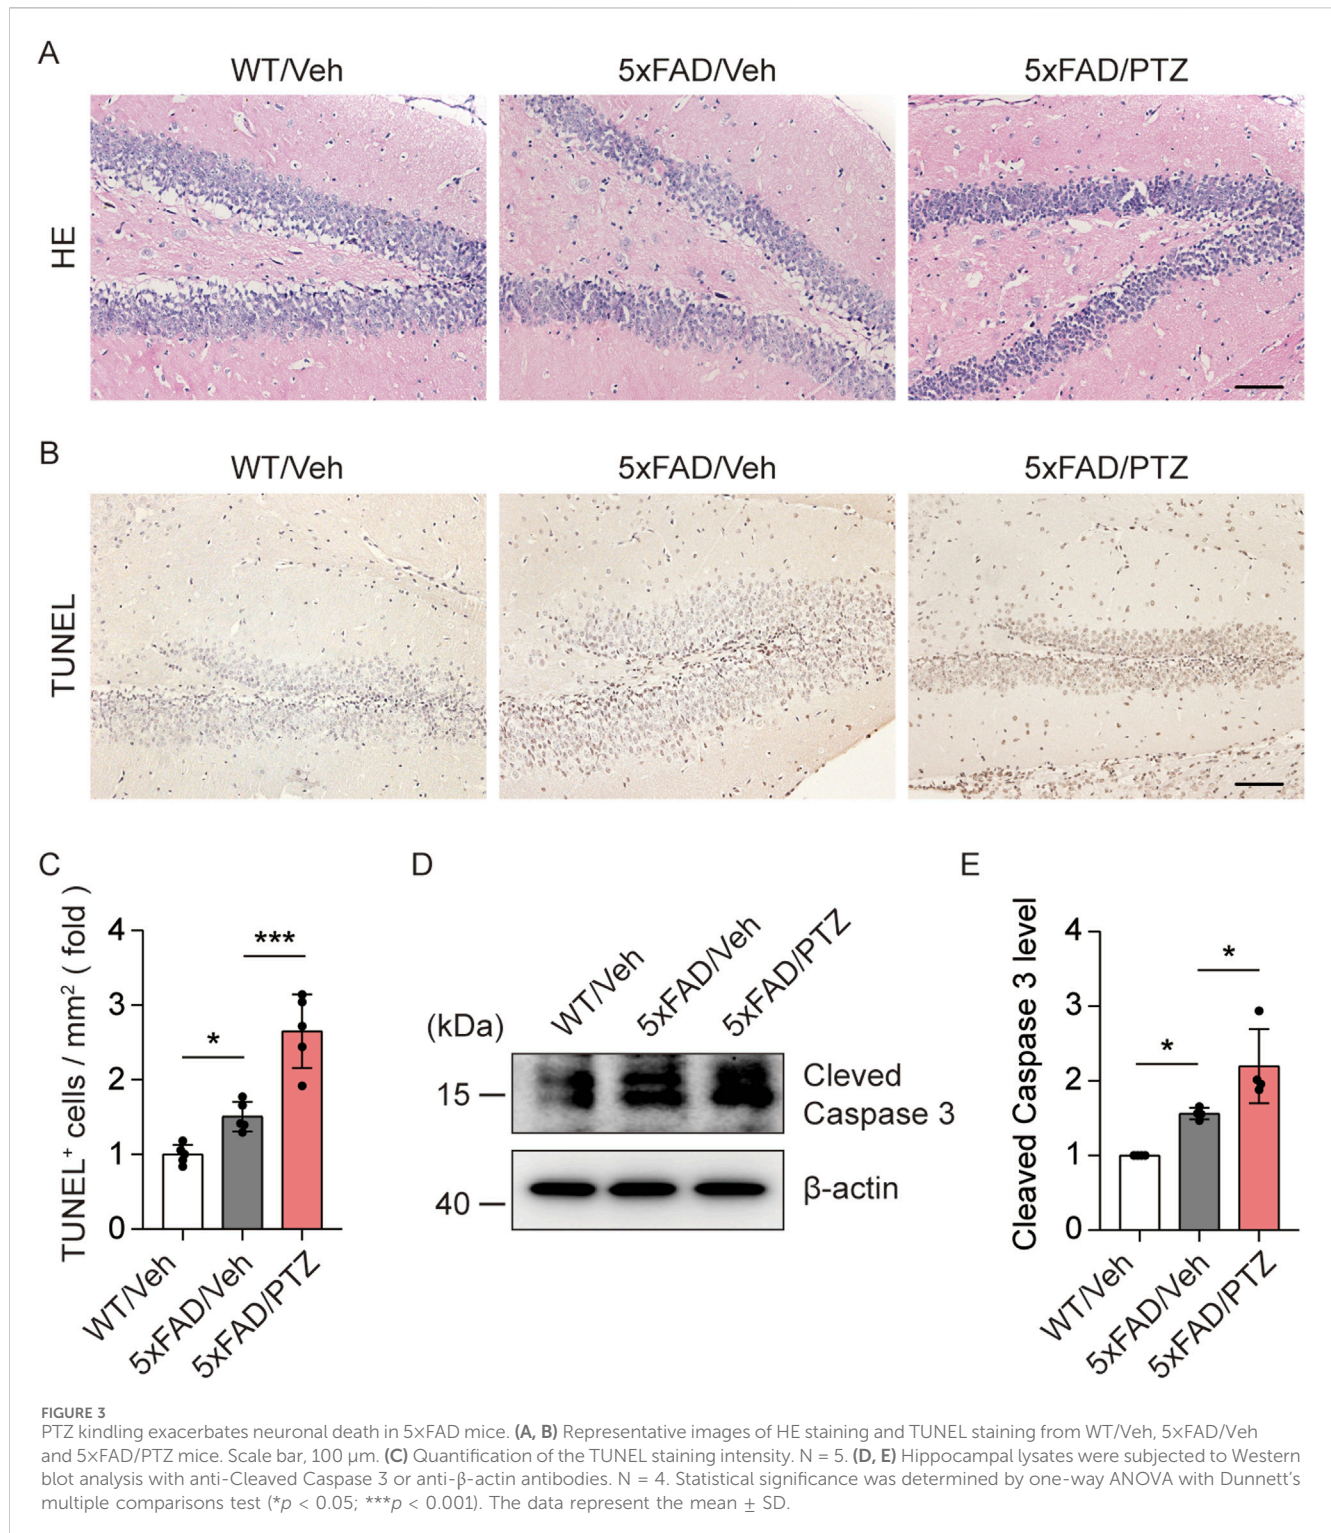 A
WT/Veh
5xFAD/Veh
5xFAD/PTZ
HE
B
WT/Veh
5xFAD/Veh
5xFAD/PTZ
TUNEL
C
TUNEL⁺ cells / mm² ( fold )
4
3
2
1
0
*
***
WT/Veh
5xFAD/Veh
5xFAD/PTZ
D
WT/Veh
5xFAD/Veh
5xFAD/PTZ
(kDa)
15
Cleved
Caspase 3
40
β-actin
E
Cleaved Caspase 3 level
4
3
2
1
0
*
*
WT/Veh
5xFAD/Veh
5xFAD/PTZ
FIGURE 3
PTZ kindling exacerbates neuronal death in 5×FAD mice. (A, B) Representative images of HE staining and TUNEL staining from WT/Veh, 5×FAD/Veh
and 5×FAD/PTZ mice. Scale bar, 100 μm. (C) Quantification of the TUNEL staining intensity. N = 5. (D, E) Hippocampal lysates were subjected to Western
blot analysis with anti-Cleaved Caspase 3 or anti-β-actin antibodies. N = 4. Statistical significance was determined by one-way ANOVA with Dunnett’s
multiple comparisons test (*p < 0.05; ***p < 0.001). The data represent the mean ± SD.